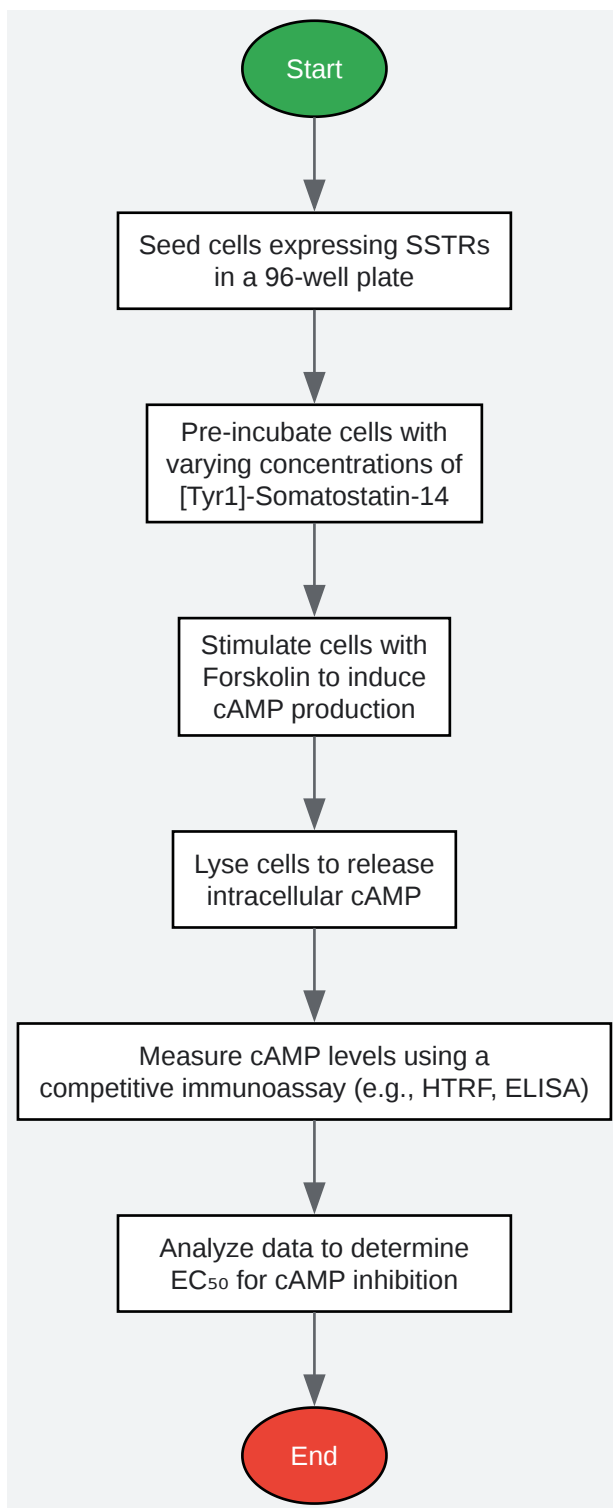 Start
Seed cells expressing SSTRs
in a 96-well plate
Pre-incubate cells with
varying concentrations of
[Tyr1]-Somatostatin-14
Stimulate cells with
Forskolin to induce
cAMP production
Lyse cells to release
intracellular cAMP
Measure cAMP levels using a
competitive immunoassay (e.g., HTRF, ELISA)
Analyze data to determine
EC₅₀ for cAMP inhibition
End